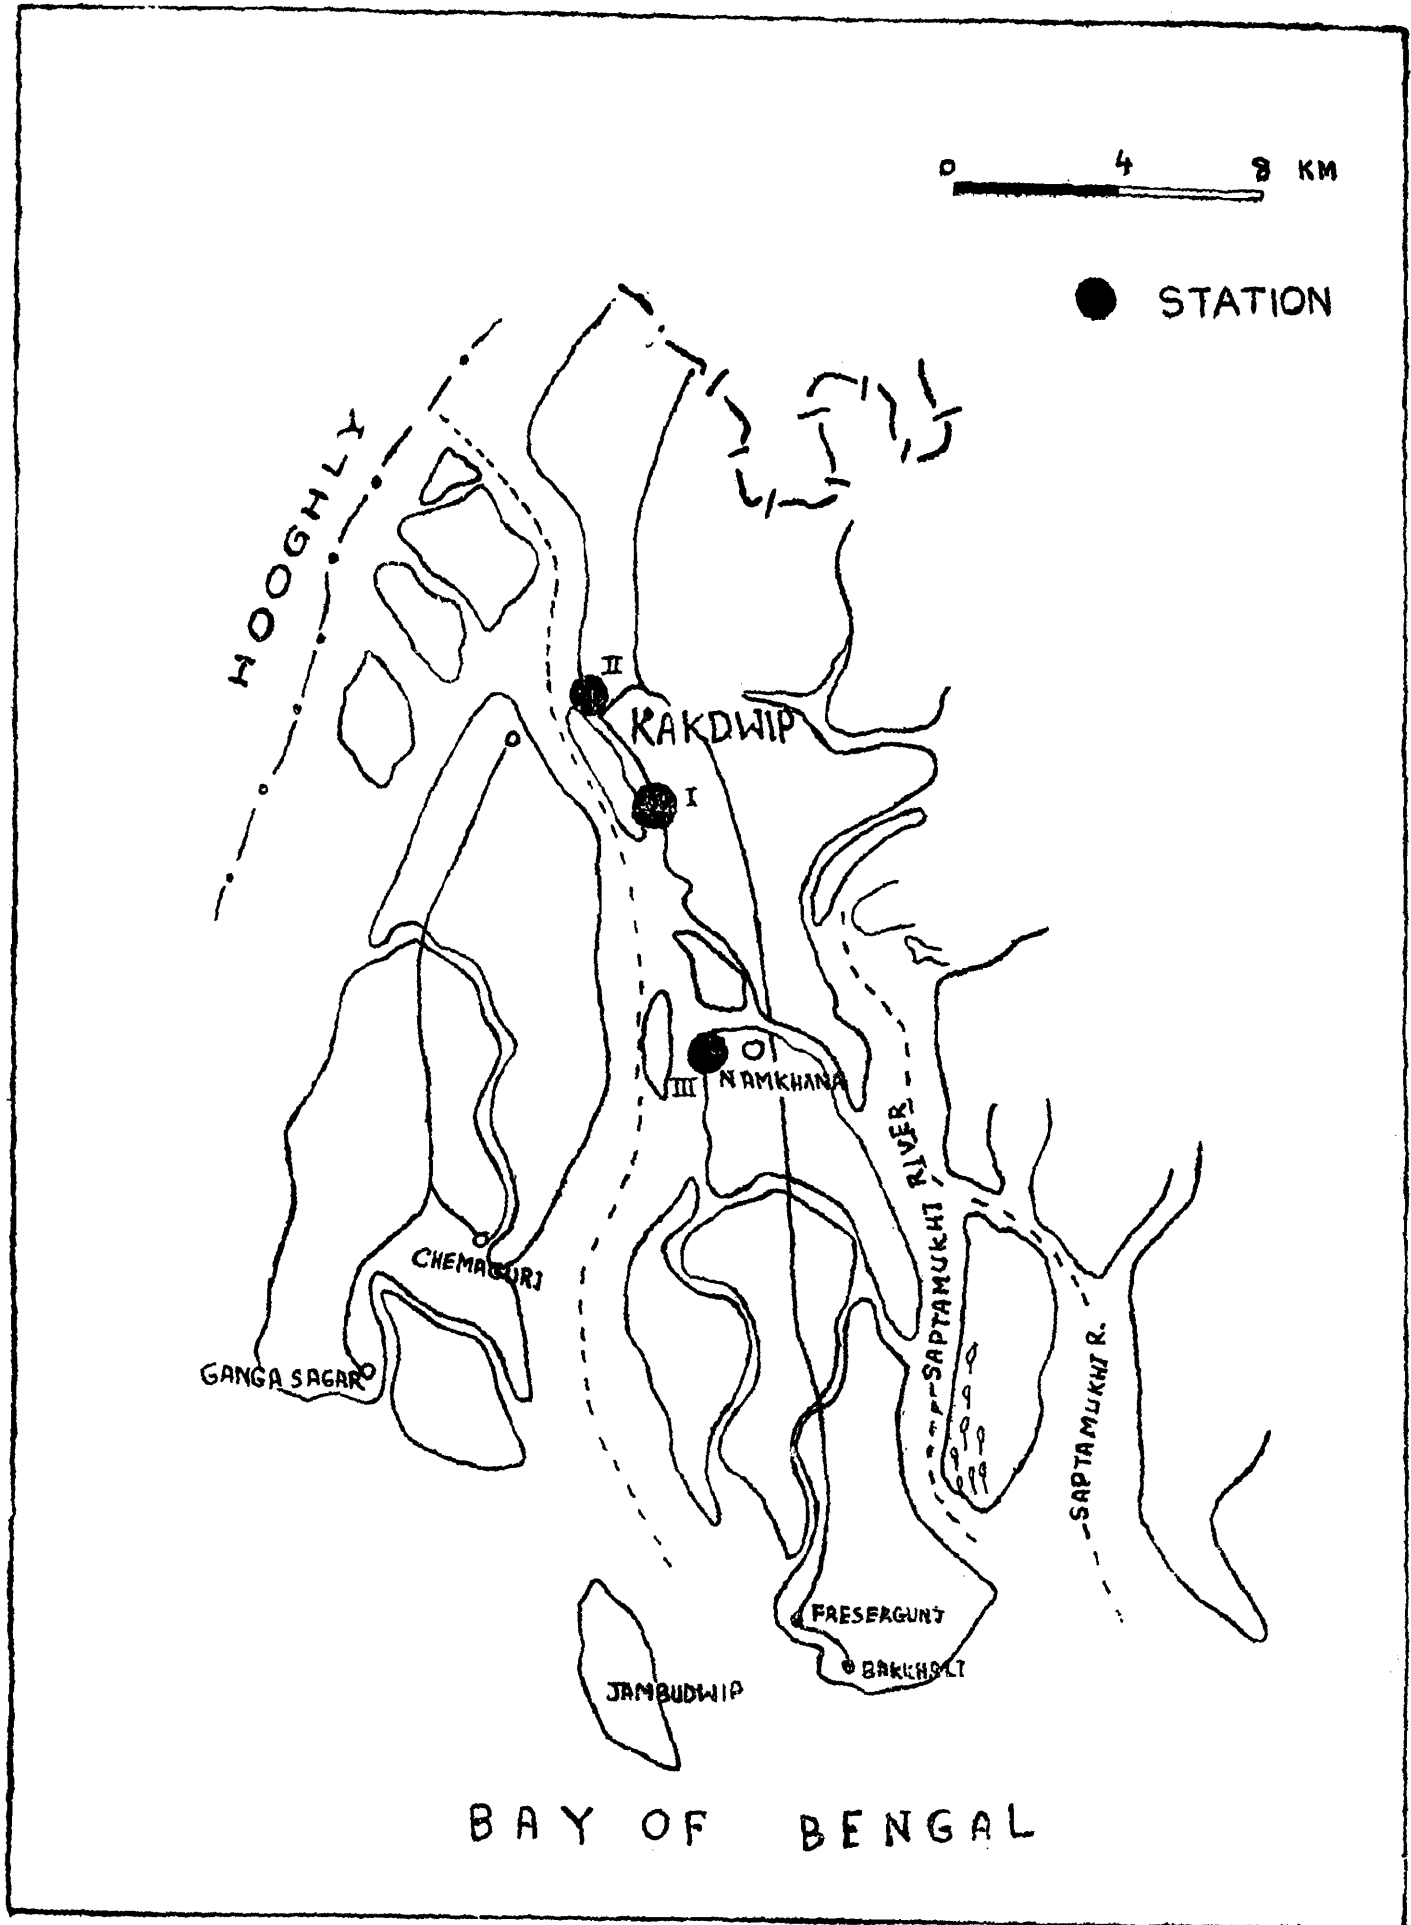 0 4 8 KM
STATION
HOOGHLY
II
KAKDWIP
I
III
NAMKHANA
SAPTAMUKHI RIVER
CHEMAGURI
SAPTAMUKHI R.
GANGA SAGAR
FRESERGUNJ
BAKKHALI
JAMBUDWIP
BAY OF BENGAL